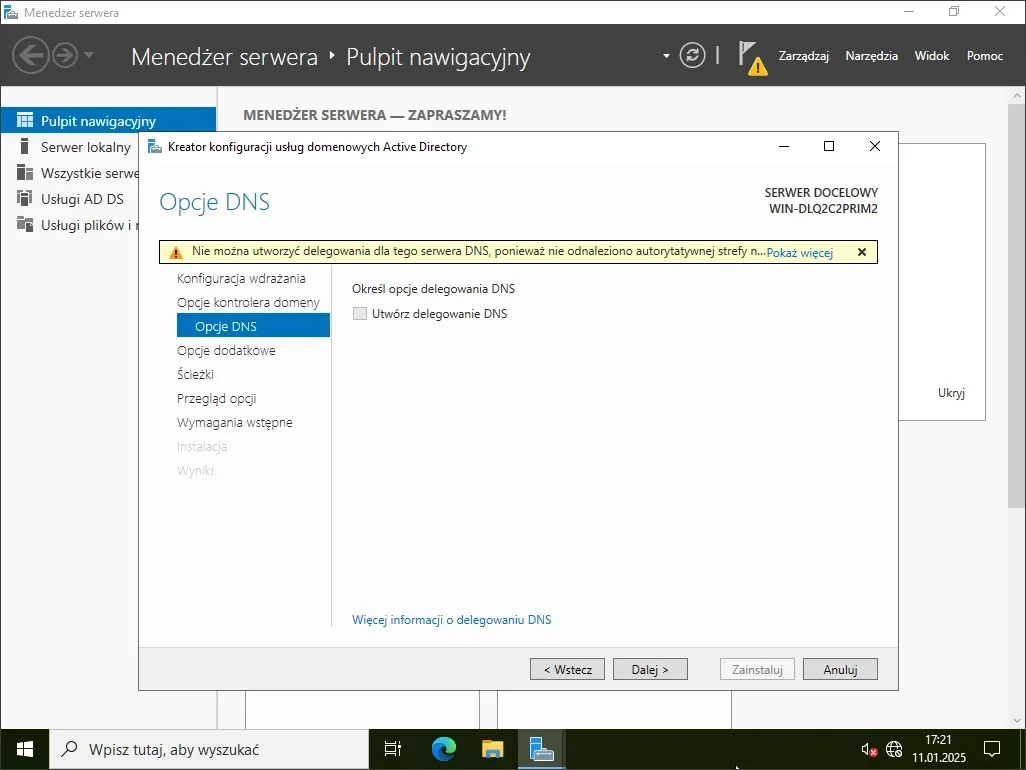 Menedżer serwera
Menedżer serwera
Pulpit nawigacyjny
Zarządzaj
Narzędzia
Widok
Pomoc
Pulpit nawigacyjny
Serwer lokalny
Wszystkie serwe
Usługi AD DS
Usługi plików i
MENEDŻER SERWERA — ZAPRASZAMY!
Ukryj
Kreator konfiguracji usług domenowych Active Directory
Opcje DNS
SERWER DOCELOWY
WIN-DLQ2C2PRIM2
Nie można utworzyć delegowania dla tego serwera DNS, ponieważ nie odnaleziono autorytatywnej strefy n... Pokaż więcej
Konfiguracja wdrażania
Opcje kontrolera domeny
Opcje DNS
Opcje dodatkowe
Ścieżki
Przegląd opcji
Wymagania wstępne
Instalacja
Wyniki
Określ opcje delegowania DNS
Utwórz delegowanie DNS
Więcej informacji o delegowaniu DNS
< Wstecz
Dalej >
Zainstaluj
Anuluj
Wpisz tutaj, aby wyszukać
17:21
11.01.2025